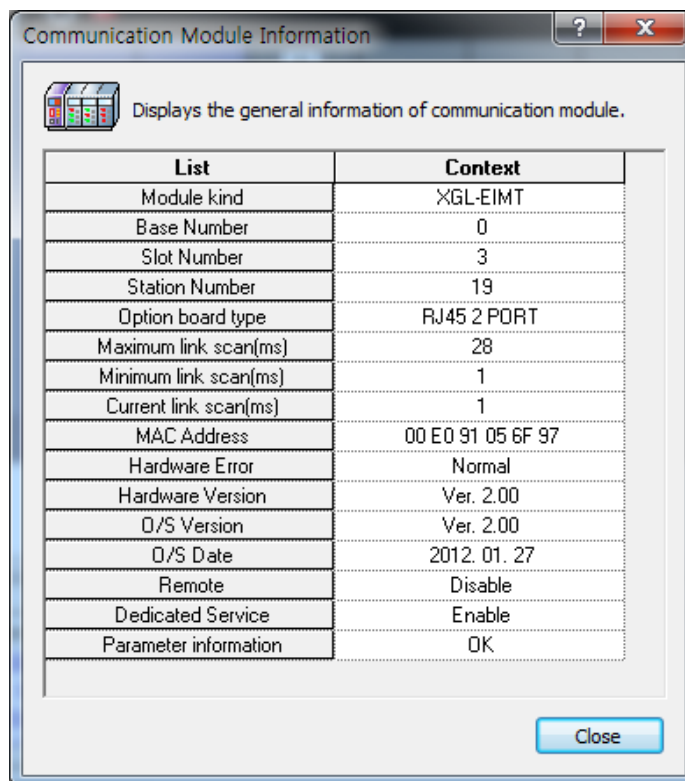 Communication Module Information
Displays the general information of communication module.
List Context
Module kind XGL-EIMT
Base Number 0
Slot Number 3
Station Number 19
Option board type RJ45 2 PORT
Maximum link scan(ms) 28
Minimum link scan(ms) 1
Current link scan(ms) 1
MAC Address 00 E0 91 05 6F 97
Hardware Error Normal
Hardware Version Ver. 2.00
O/S Version Ver. 2.00
O/S Date 2012. 01. 27
Remote Disable
Dedicated Service Enable
Parameter information OK
Close